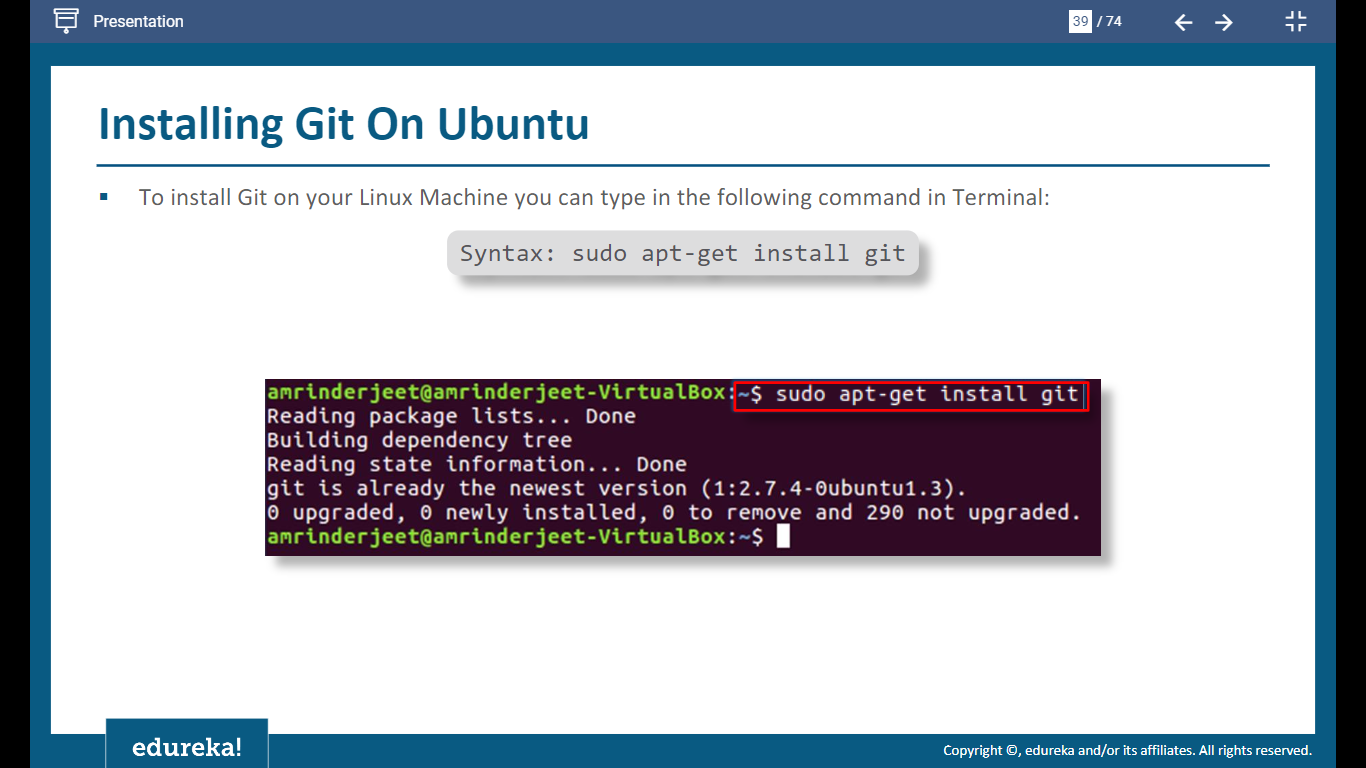 Presentation
39 / 74
Installing Git On Ubuntu
▪ To install Git on your Linux Machine you can type in the following command in Terminal:
Syntax: sudo apt-get install git
amrinderjeet@amrinderjeet-VirtualBox:~$ sudo apt-get install git
Reading package lists... Done
Building dependency tree
Reading state information... Done
git is already the newest version (1:2.7.4-0ubuntu1.3).
0 upgraded, 0 newly installed, 0 to remove and 290 not upgraded.
amrinderjeet@amrinderjeet-VirtualBox:~$
edureka!
Copyright ©, edureka and/or its affiliates. All rights reserved.